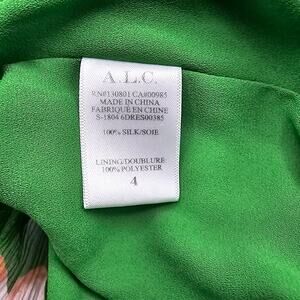 A.L.C.
RN#130801 CA#00985
MADE IN CHINA
FABRIQUÉ EN CHINE
S-1804 6DRES00385
100% SILK/SOIE
LINING/DOUBLURE
100% POLYESTER
4